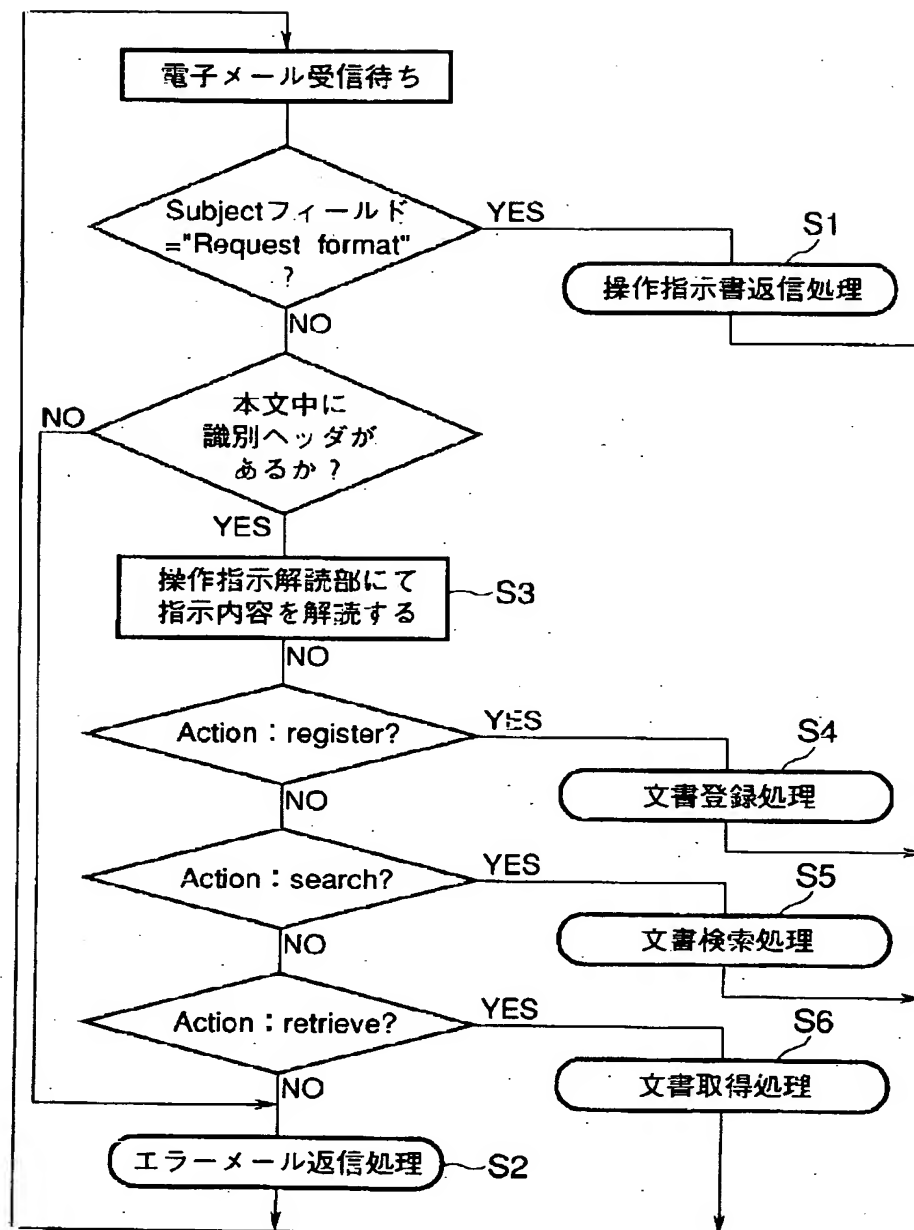 電子メール受信待ち
Subjectフィールド
="Request format"
?
YES
S1
操作指示書返信処理
NO
本文中に
識別ヘッダが
あるか?
NO
YES
操作指示解読部にて
指示内容を解読する
S3
NO
Action:register?
YES
S4
文書登録処理
NO
Action:search?
YES
S5
文書検索処理
NO
Action:retrieve?
YES
S6
文書取得処理
NO
エラーメール返信処理
S2